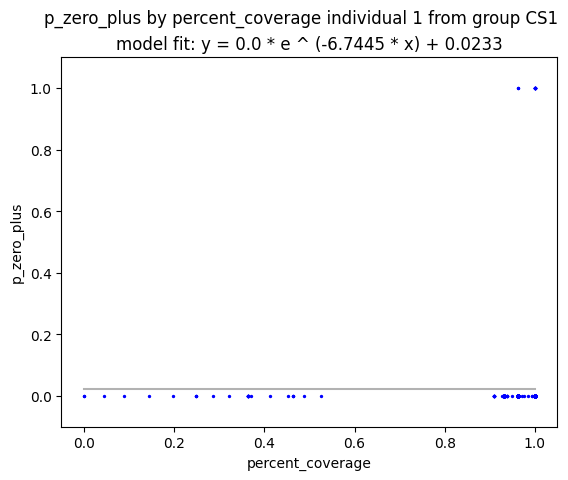 p_zero_plus by percent_coverage individual 1 from group CS1
model fit: y = 0.0 * e ^ (-6.7445 * x) + 0.0233
1.0
0.8
0.6
0.4
0.2
0.0
p_zero_plus
0.0 0.2 0.4 0.6 0.8 1.0
percent_coverage